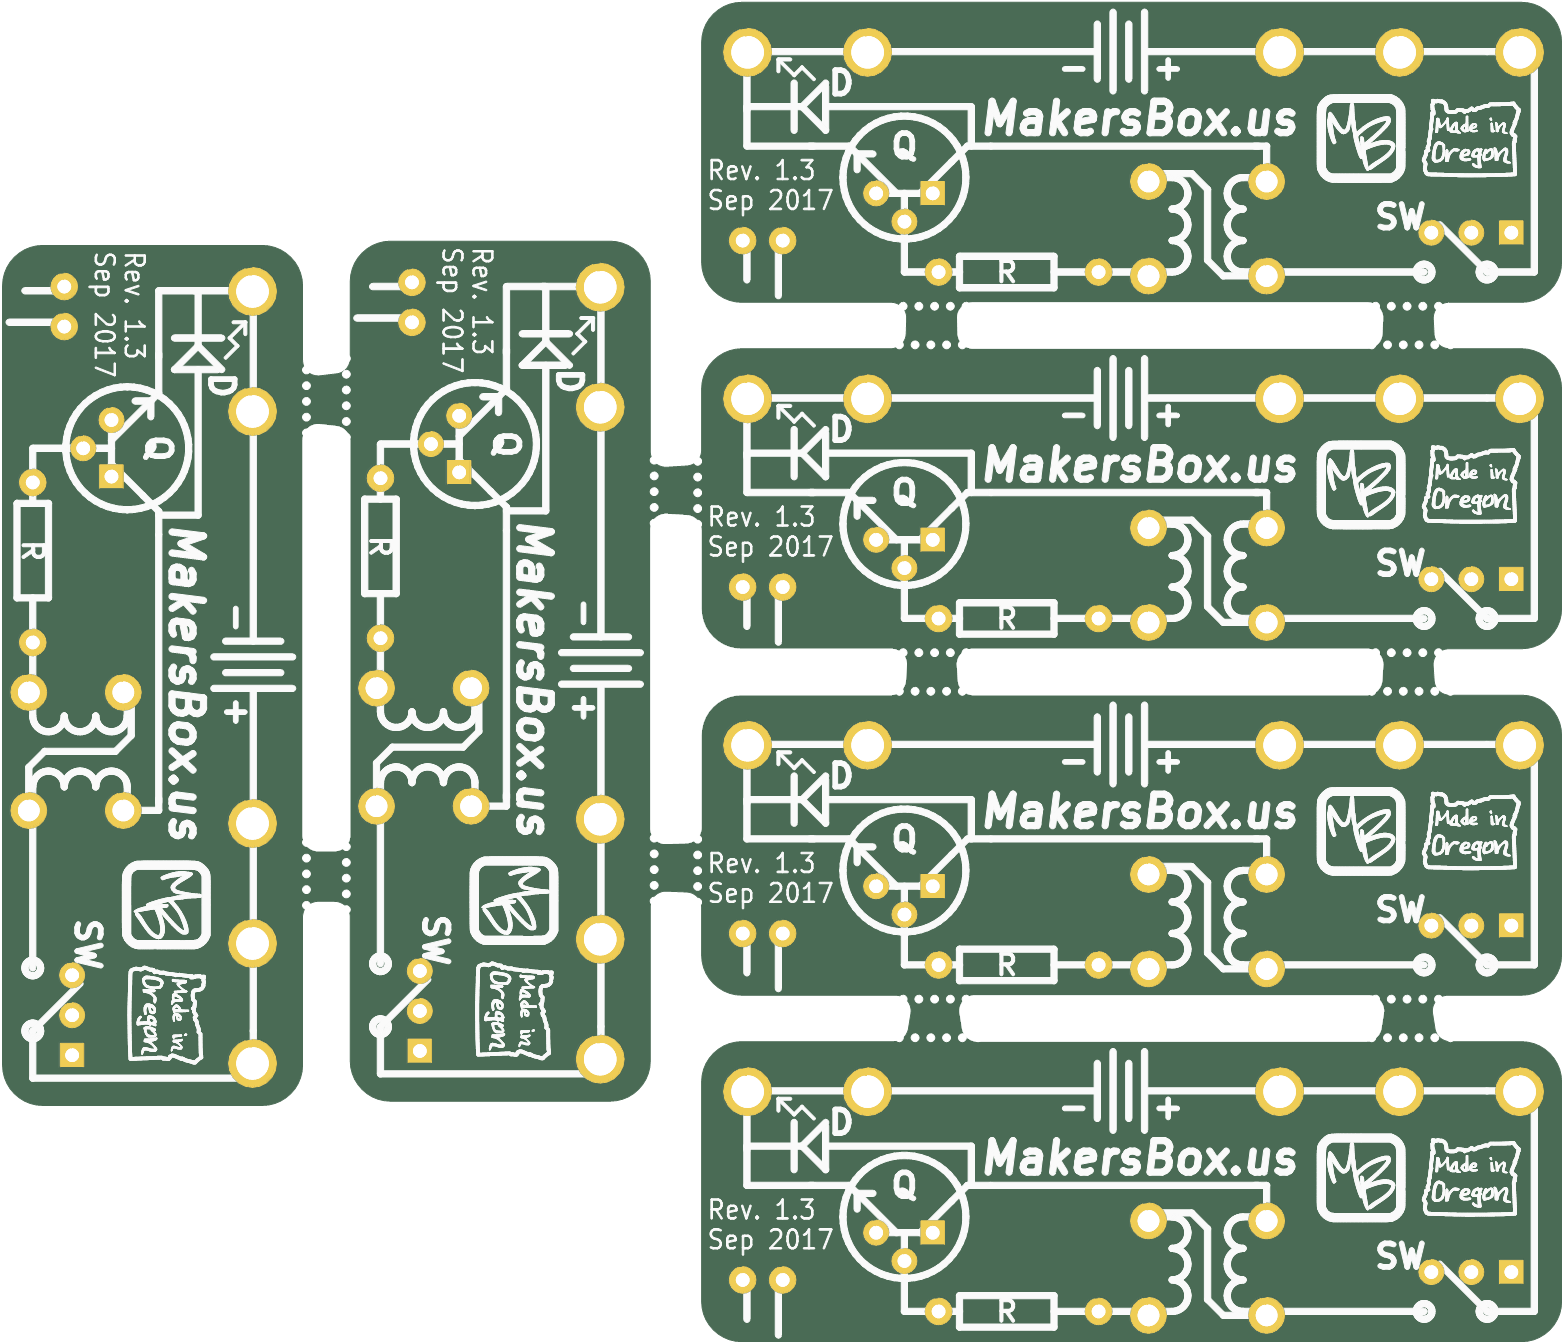 Rev. 1.3
Sep 2017
D
Q
R
MakersBox.us
-
+
MB
SW
Made in
Oregon
Rev. 1.3
Sep 2017
D
Q
R
MakersBox.us
-
+
MB
SW
Made in
Oregon
D
- +
MakersBox.us
Q
MB
Made in
Oregon
Rev. 1.3
Sep 2017
SW
R
D
- +
MakersBox.us
Q
MB
Made in
Oregon
Rev. 1.3
Sep 2017
SW
R
D
- +
MakersBox.us
Q
MB
Made in
Oregon
Rev. 1.3
Sep 2017
SW
R
D
- +
MakersBox.us
Q
MB
Made in
Oregon
Rev. 1.3
Sep 2017
SW
R